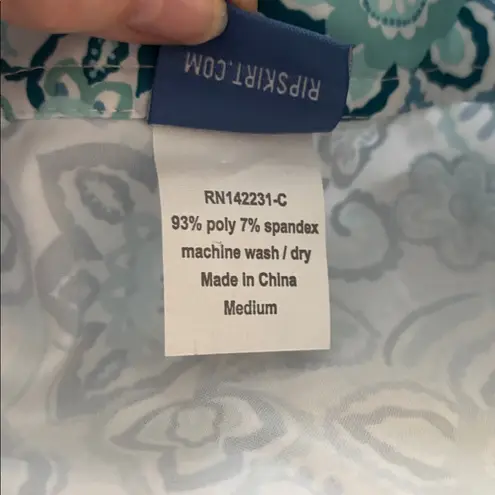 RIPSKIRT.COM
RN142231-C
93% poly 7% spandex
machine wash / dry
Made in China
Medium